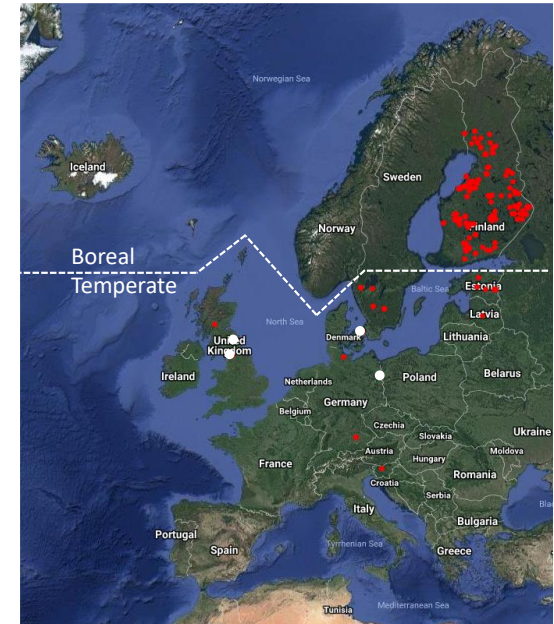 Norwegian Sea
Iceland
Sweden
Finland
Norway
Boreal
Temperate
Estonia
Baltic Sea
Latvia
North Sea
Denmark
United
Kingdom
Lithuania
Ireland
Netherlands
Poland
Belarus
Germany
Belgium
Czechia
Ukraine
Slovakia
Austria
Moldova
Hungary
France
Romania
Croatia
Serbia
Italy
Bulgaria
Portugal
Spain
Tyrrhenian Sea
Greece
Tunisia
Mediterranean Sea